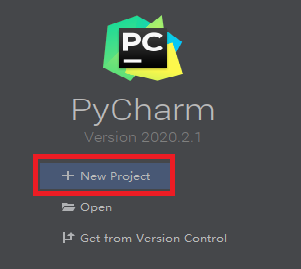 PC
PyCharm
Version 2020.2.1
New Project
Open
Get from Version Control